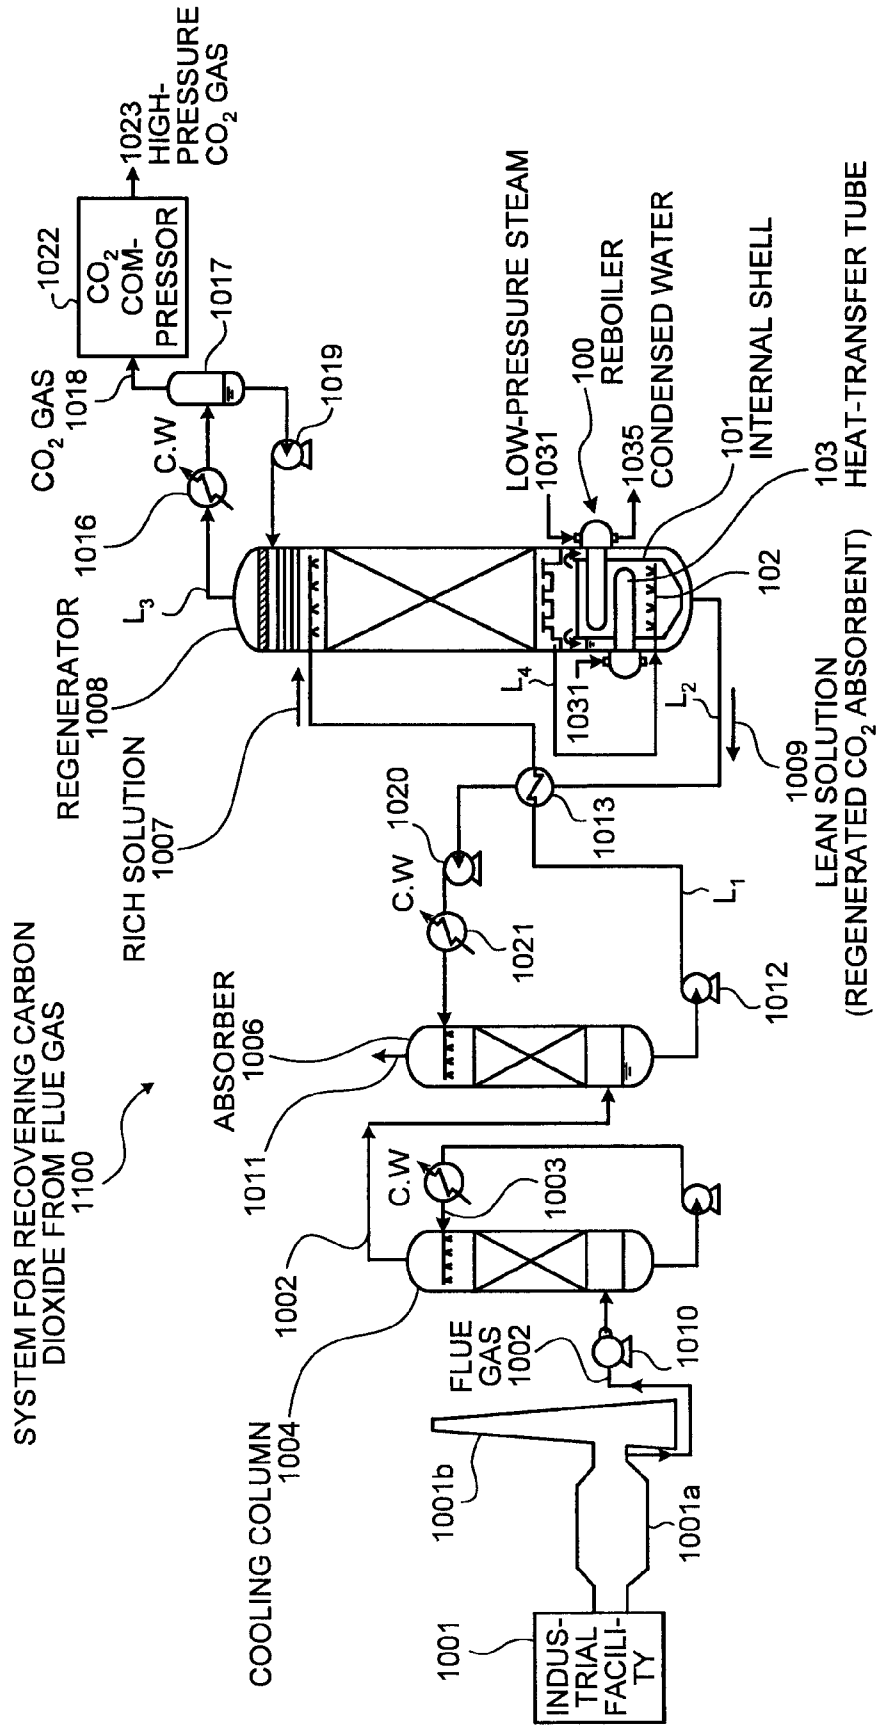 SYSTEM FOR RECOVERING CARBON
DIOXIDE FROM FLUE GAS
1100
COOLING COLUMN
1004
1002
1011
ABSORBER
1006
RICH SOLUTION
1007
REGENERATOR
1008
L3
1016
C.W
CO2 GAS
1018
1022
CO2
COM-
PRESSOR
1023
HIGH-
PRESSURE
CO2 GAS
1017
1019
1001
INDUS-
TRIAL
FACILI-
TY
1001b
1001a
FLUE
GAS
1002
1010
C.W
1003
C.W
1021
1020
1013
1012
L1
L4
1031
L2
1009
LEAN SOLUTION
(REGENERATED CO2 ABSORBENT)
LOW-PRESSURE STEAM
1031
100
REBOILER
1035
CONDENSED WATER
101
INTERNAL SHELL
103
HEAT-TRANSFER TUBE
102